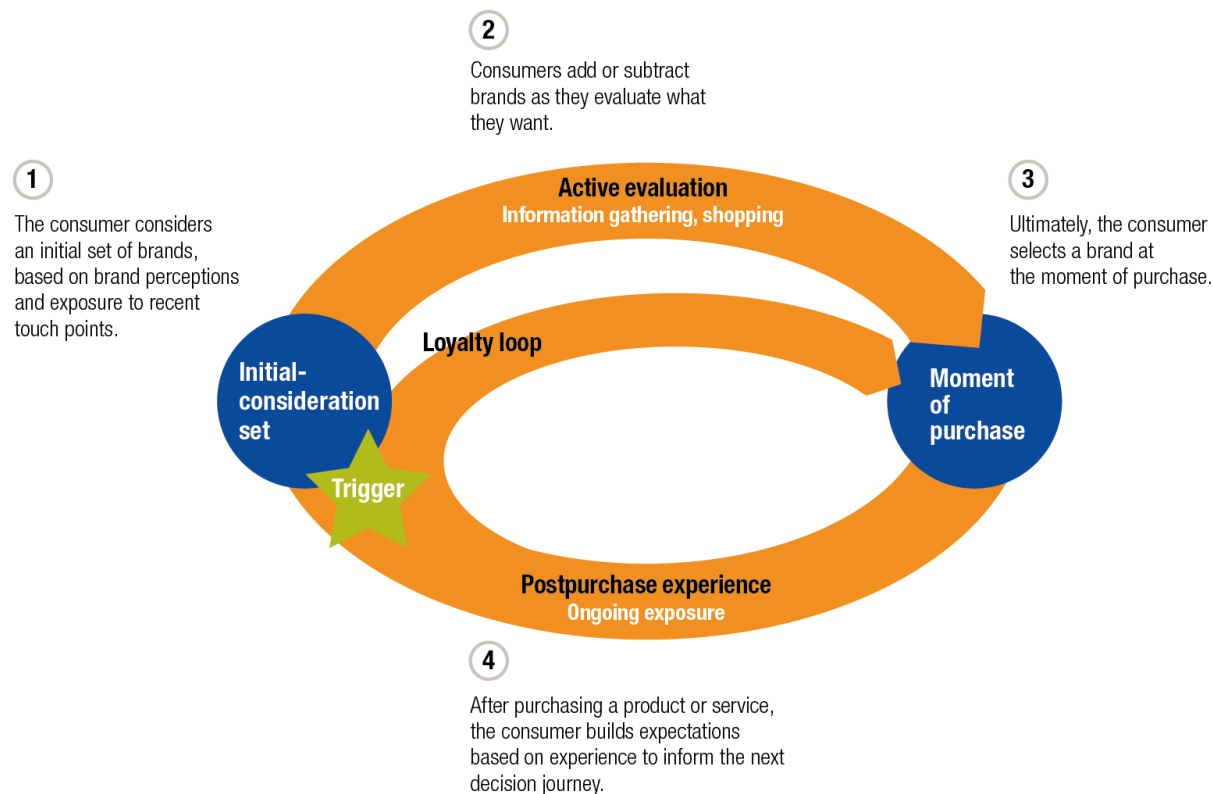 2
Consumers add or subtract
brands as they evaluate what
they want.
1
The consumer considers
an initial set of brands,
based on brand perceptions
and exposure to recent
touch points.
3
Ultimately, the consumer
selects a brand at
the moment of purchase.
Active evaluation
Information gathering, shopping
Loyalty loop
Initial-
consideration
set
Trigger
Moment
of
purchase
Postpurchase experience
Ongoing exposure
4
After purchasing a product or service,
the consumer builds expectations
based on experience to inform the next
decision journey.